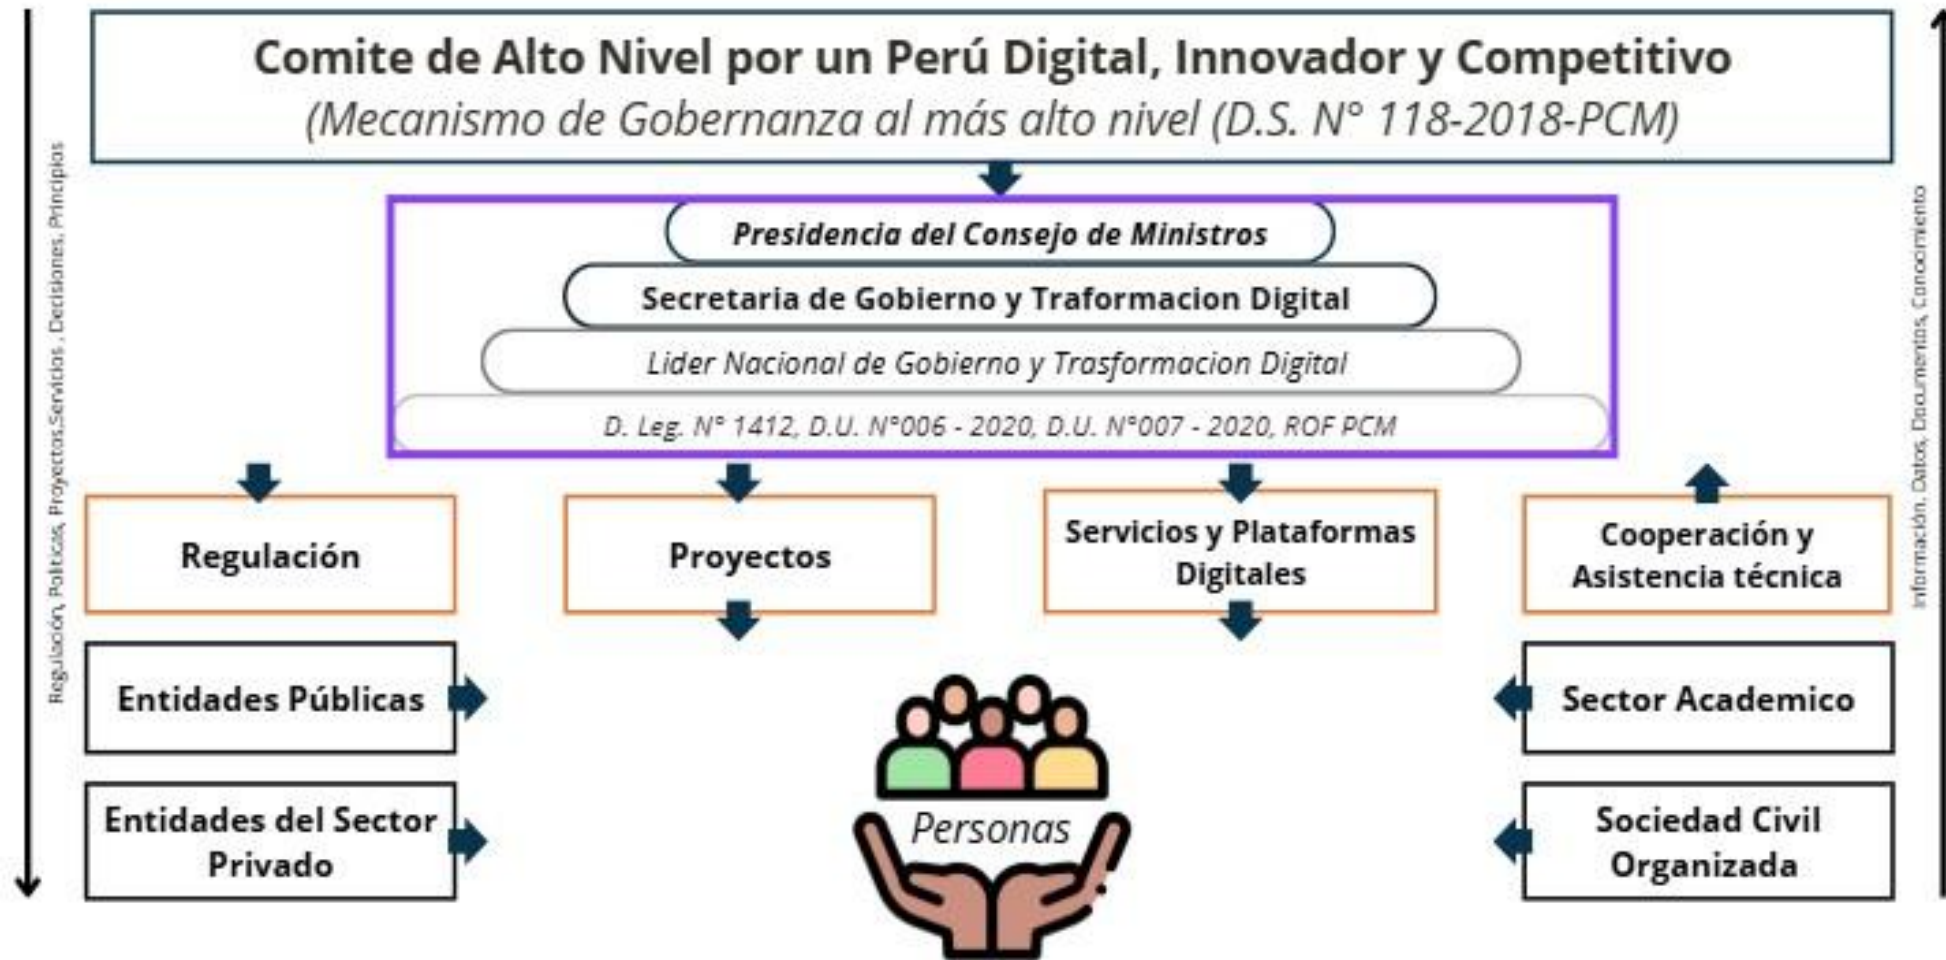 Comite de Alto Nivel por un Perú Digital, Innovador y Competitivo
(Mecanismo de Gobernanza al más alto nivel (D.S. N° 118-2018-PCM)
Regulación, Politicas, Proyectos,Servicios , Decisiones, Principios
Información, Datos, Documentos, Conocimiento
Presidencia del Consejo de Ministros
Secretaria de Gobierno y Traformacion Digital
Lider Nacional de Gobierno y Trasformacion Digital
D. Leg. N° 1412, D.U. N°006 - 2020, D.U. N°007 - 2020, ROF PCM
Regulación
Proyectos
Servicios y Plataformas
Digitales
Cooperación y
Asistencia técnica
Entidades Públicas
Sector Academico
Entidades del Sector
Privado
Personas
Sociedad Civil
Organizada